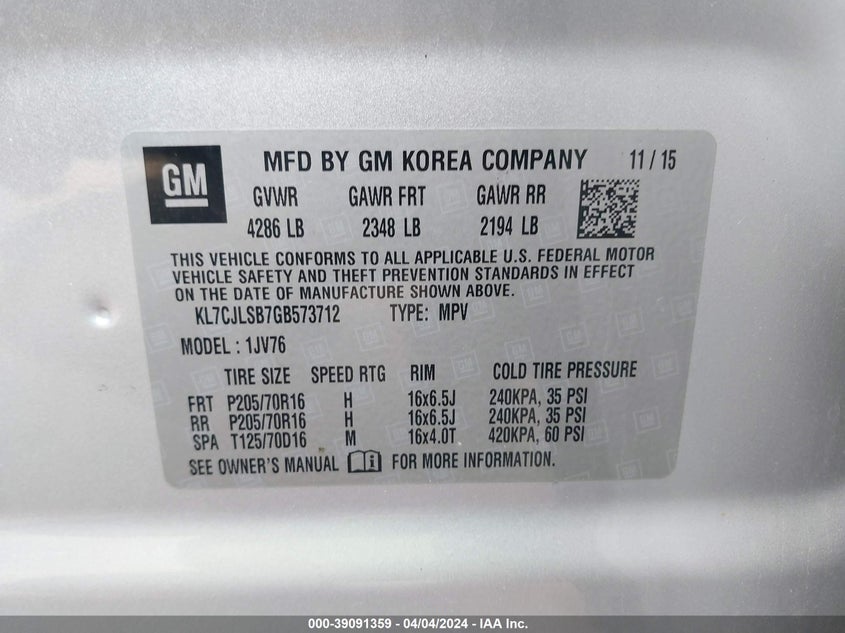 GM
MFD BY GM KOREA COMPANY 11 / 15
GVWR GAWR FRT GAWR RR
4286 LB 2348 LB 2194 LB
THIS VEHICLE CONFORMS TO ALL APPLICABLE U.S. FEDERAL MOTOR
VEHICLE SAFETY AND THEFT PREVENTION STANDARDS IN EFFECT
ON THE DATE OF MANUFACTURE SHOWN ABOVE.
KL7CJLSB7GB573712 TYPE: MPV
MODEL : 1JV76
TIRE SIZE SPEED RTG RIM COLD TIRE PRESSURE
FRT P205/70R16 H 16x6.5J 240KPA, 35 PSI
RR P205/70R16 H 16x6.5J 240KPA, 35 PSI
SPA T125/70D16 M 16x4.0T 420KPA, 60 PSI
SEE OWNER'S MANUAL FOR MORE INFORMATION.
000-39091359 / 04/04/2024 - IAA Inc.